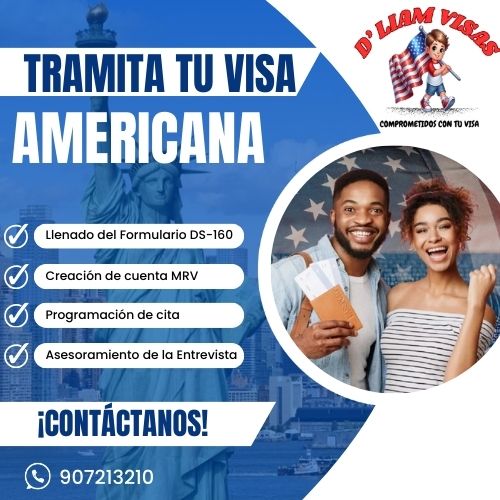 D' LIAM VISAS
COMPROMETIDOS CON TU VISA
TRAMITA TU VISA
AMERICANA
Llenado del Formulario DS-160
Creación de cuenta MRV
Programación de cita
Asesoramiento de la Entrevista
¡CONTÁCTANOS!
907213210